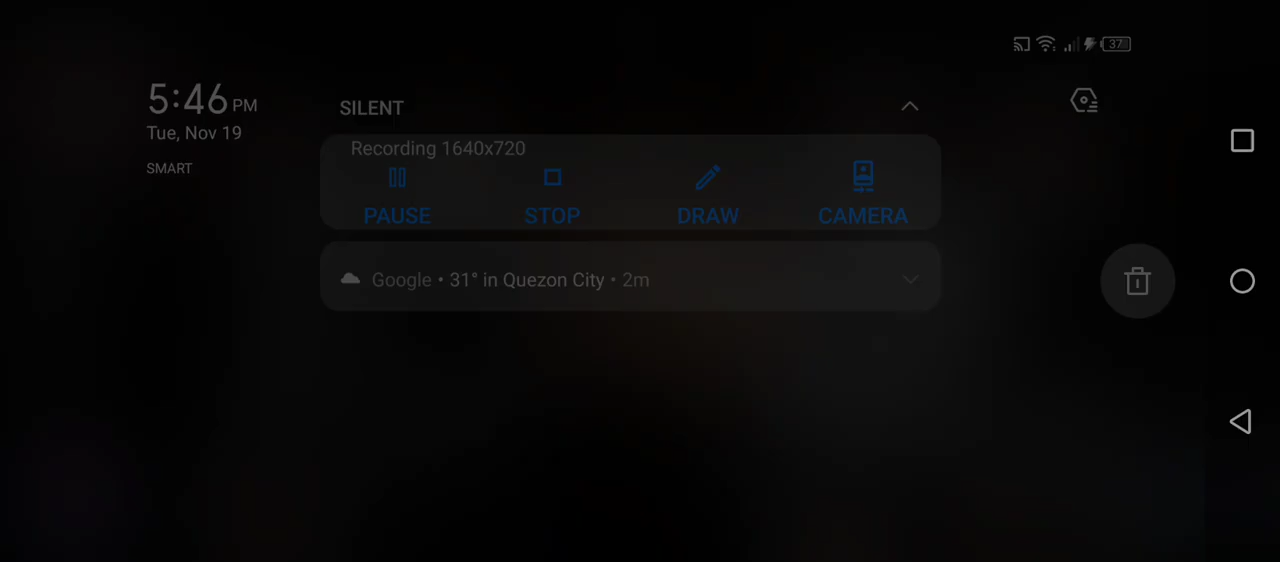 37
5:46 PM
Tue, Nov 19
SMART
SILENT
Recording 1640x720
PAUSE STOP DRAW CAMERA
Google • 31° in Quezon City • 2m